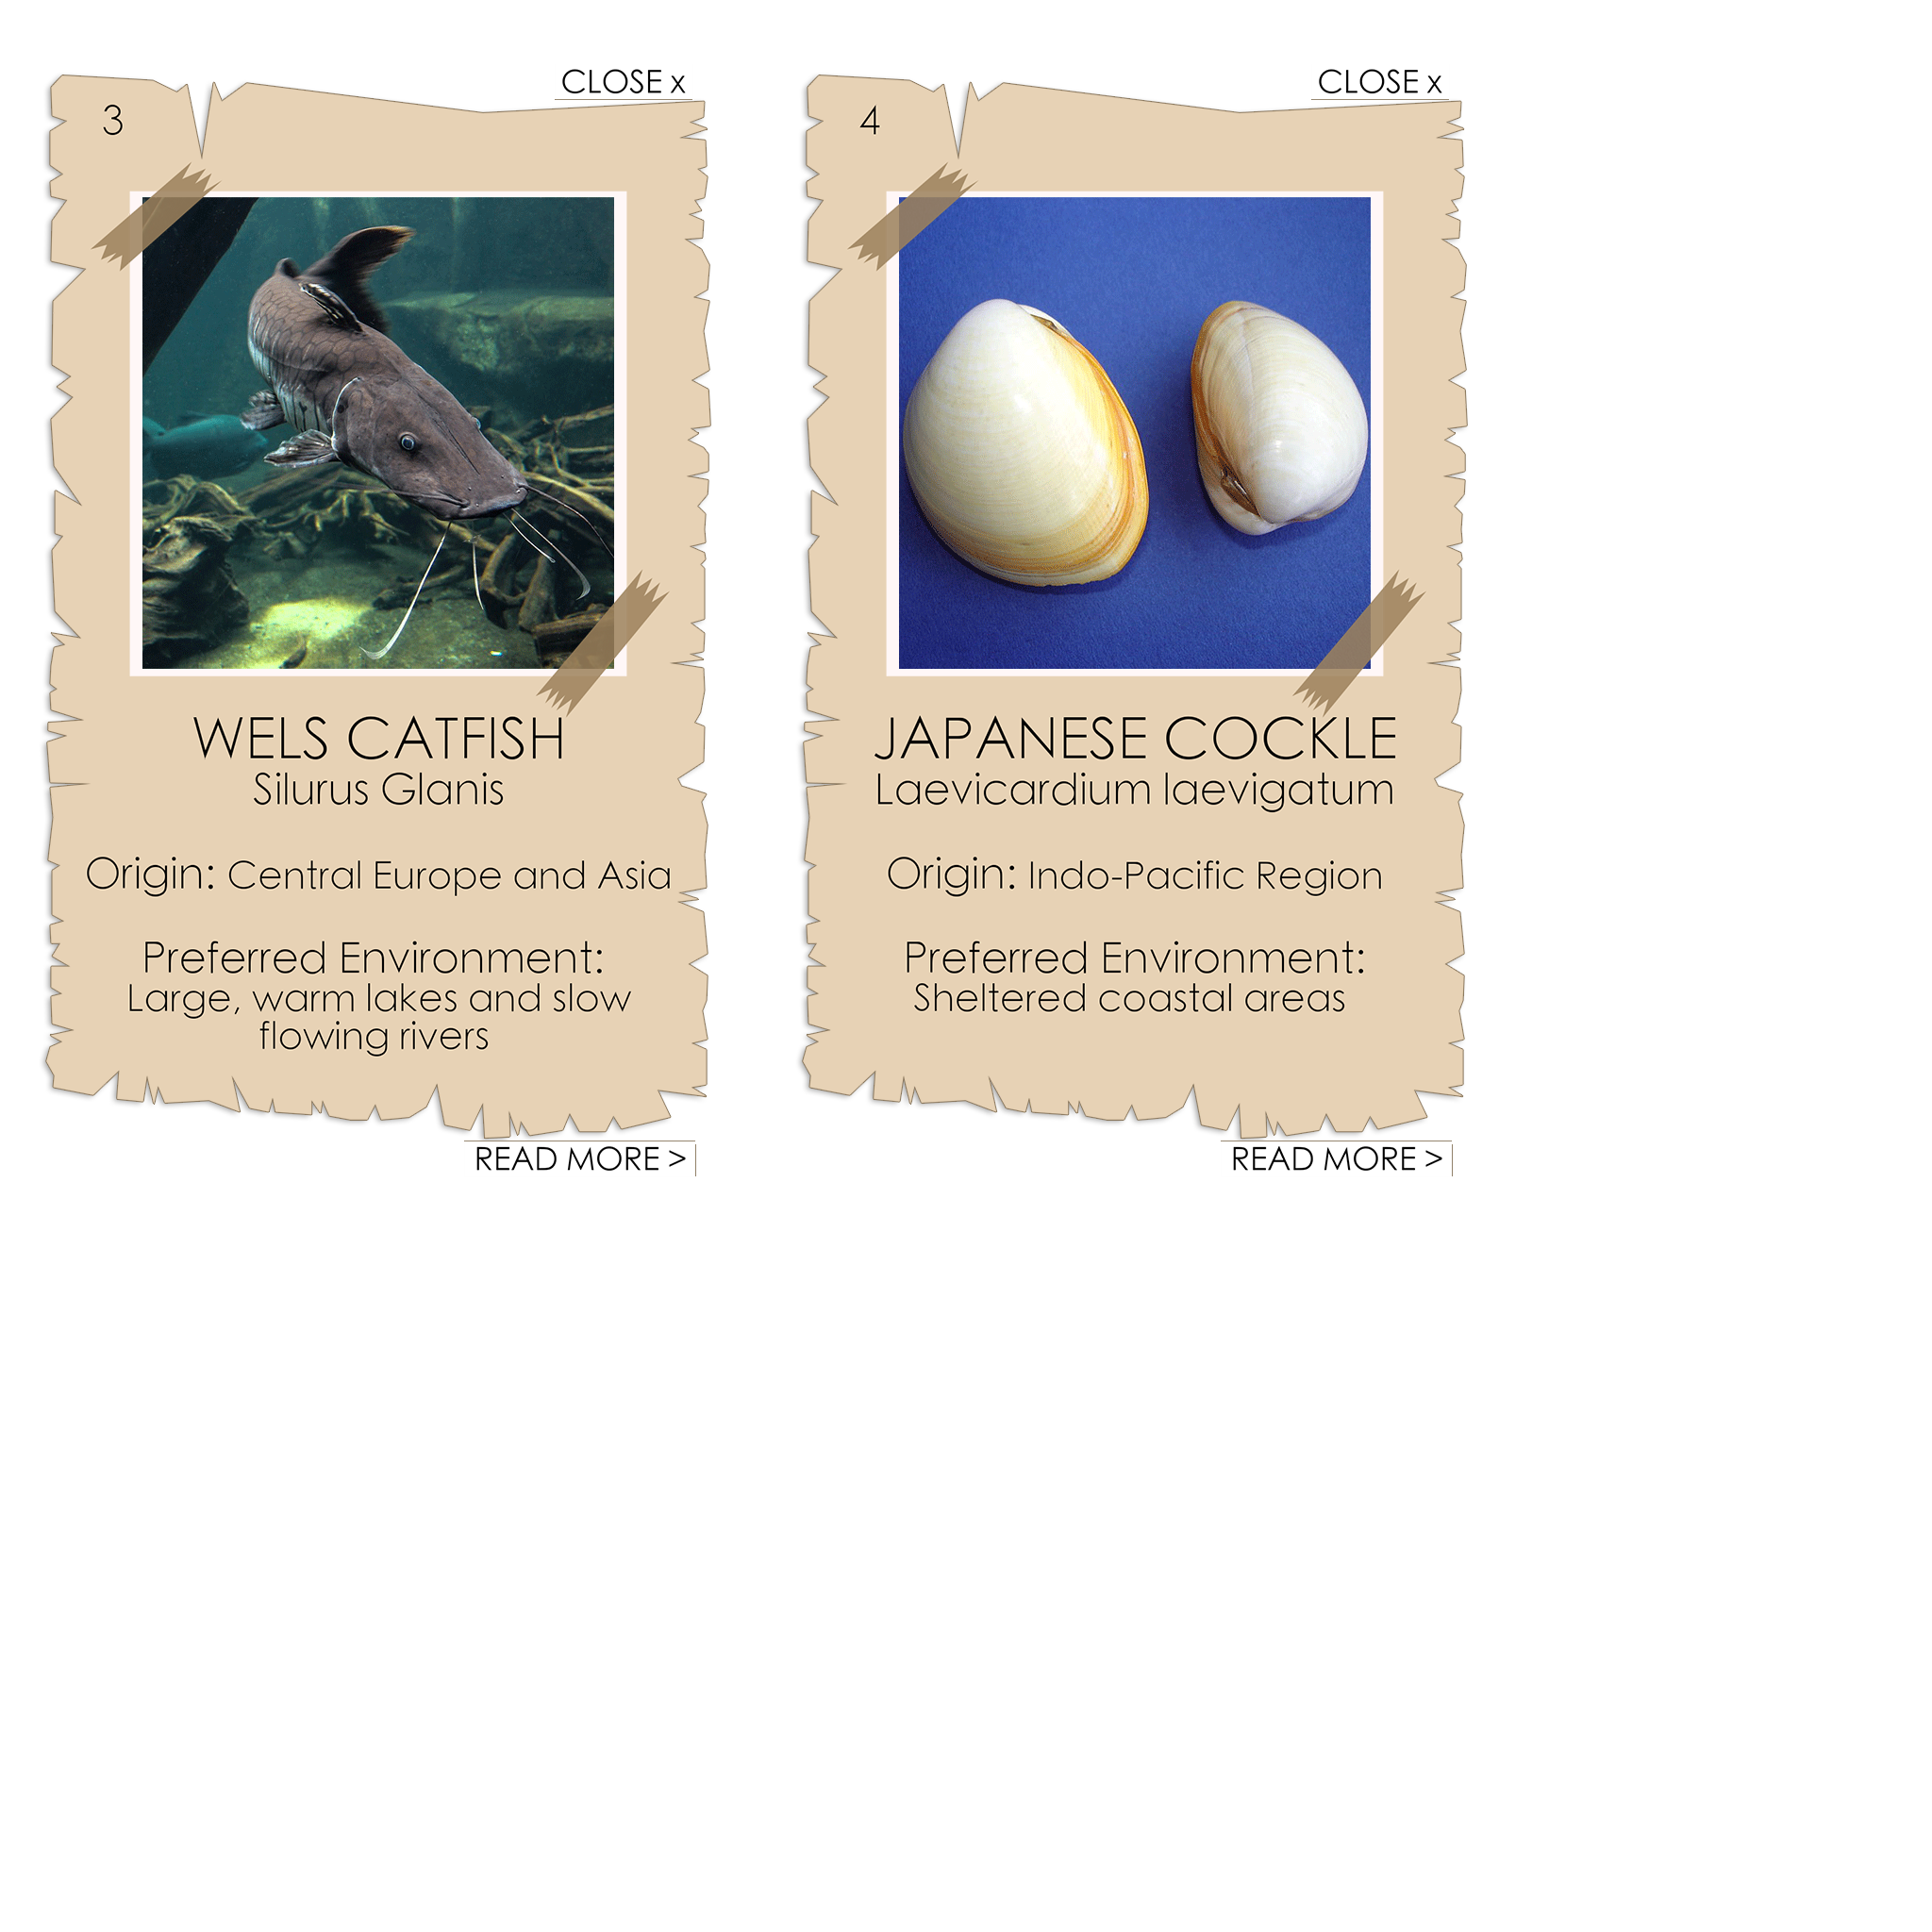 CLOSE x
3
WELS CATFISH
Silurus Glanis
Origin: Central Europe and Asia
Preferred Environment:
Large, warm lakes and slow
flowing rivers
READ MORE >
CLOSE x
4
JAPANESE COCKLE
Laevicardium laevigatum
Origin: Indo-Pacific Region
Preferred Environment:
Sheltered coastal areas
READ MORE >